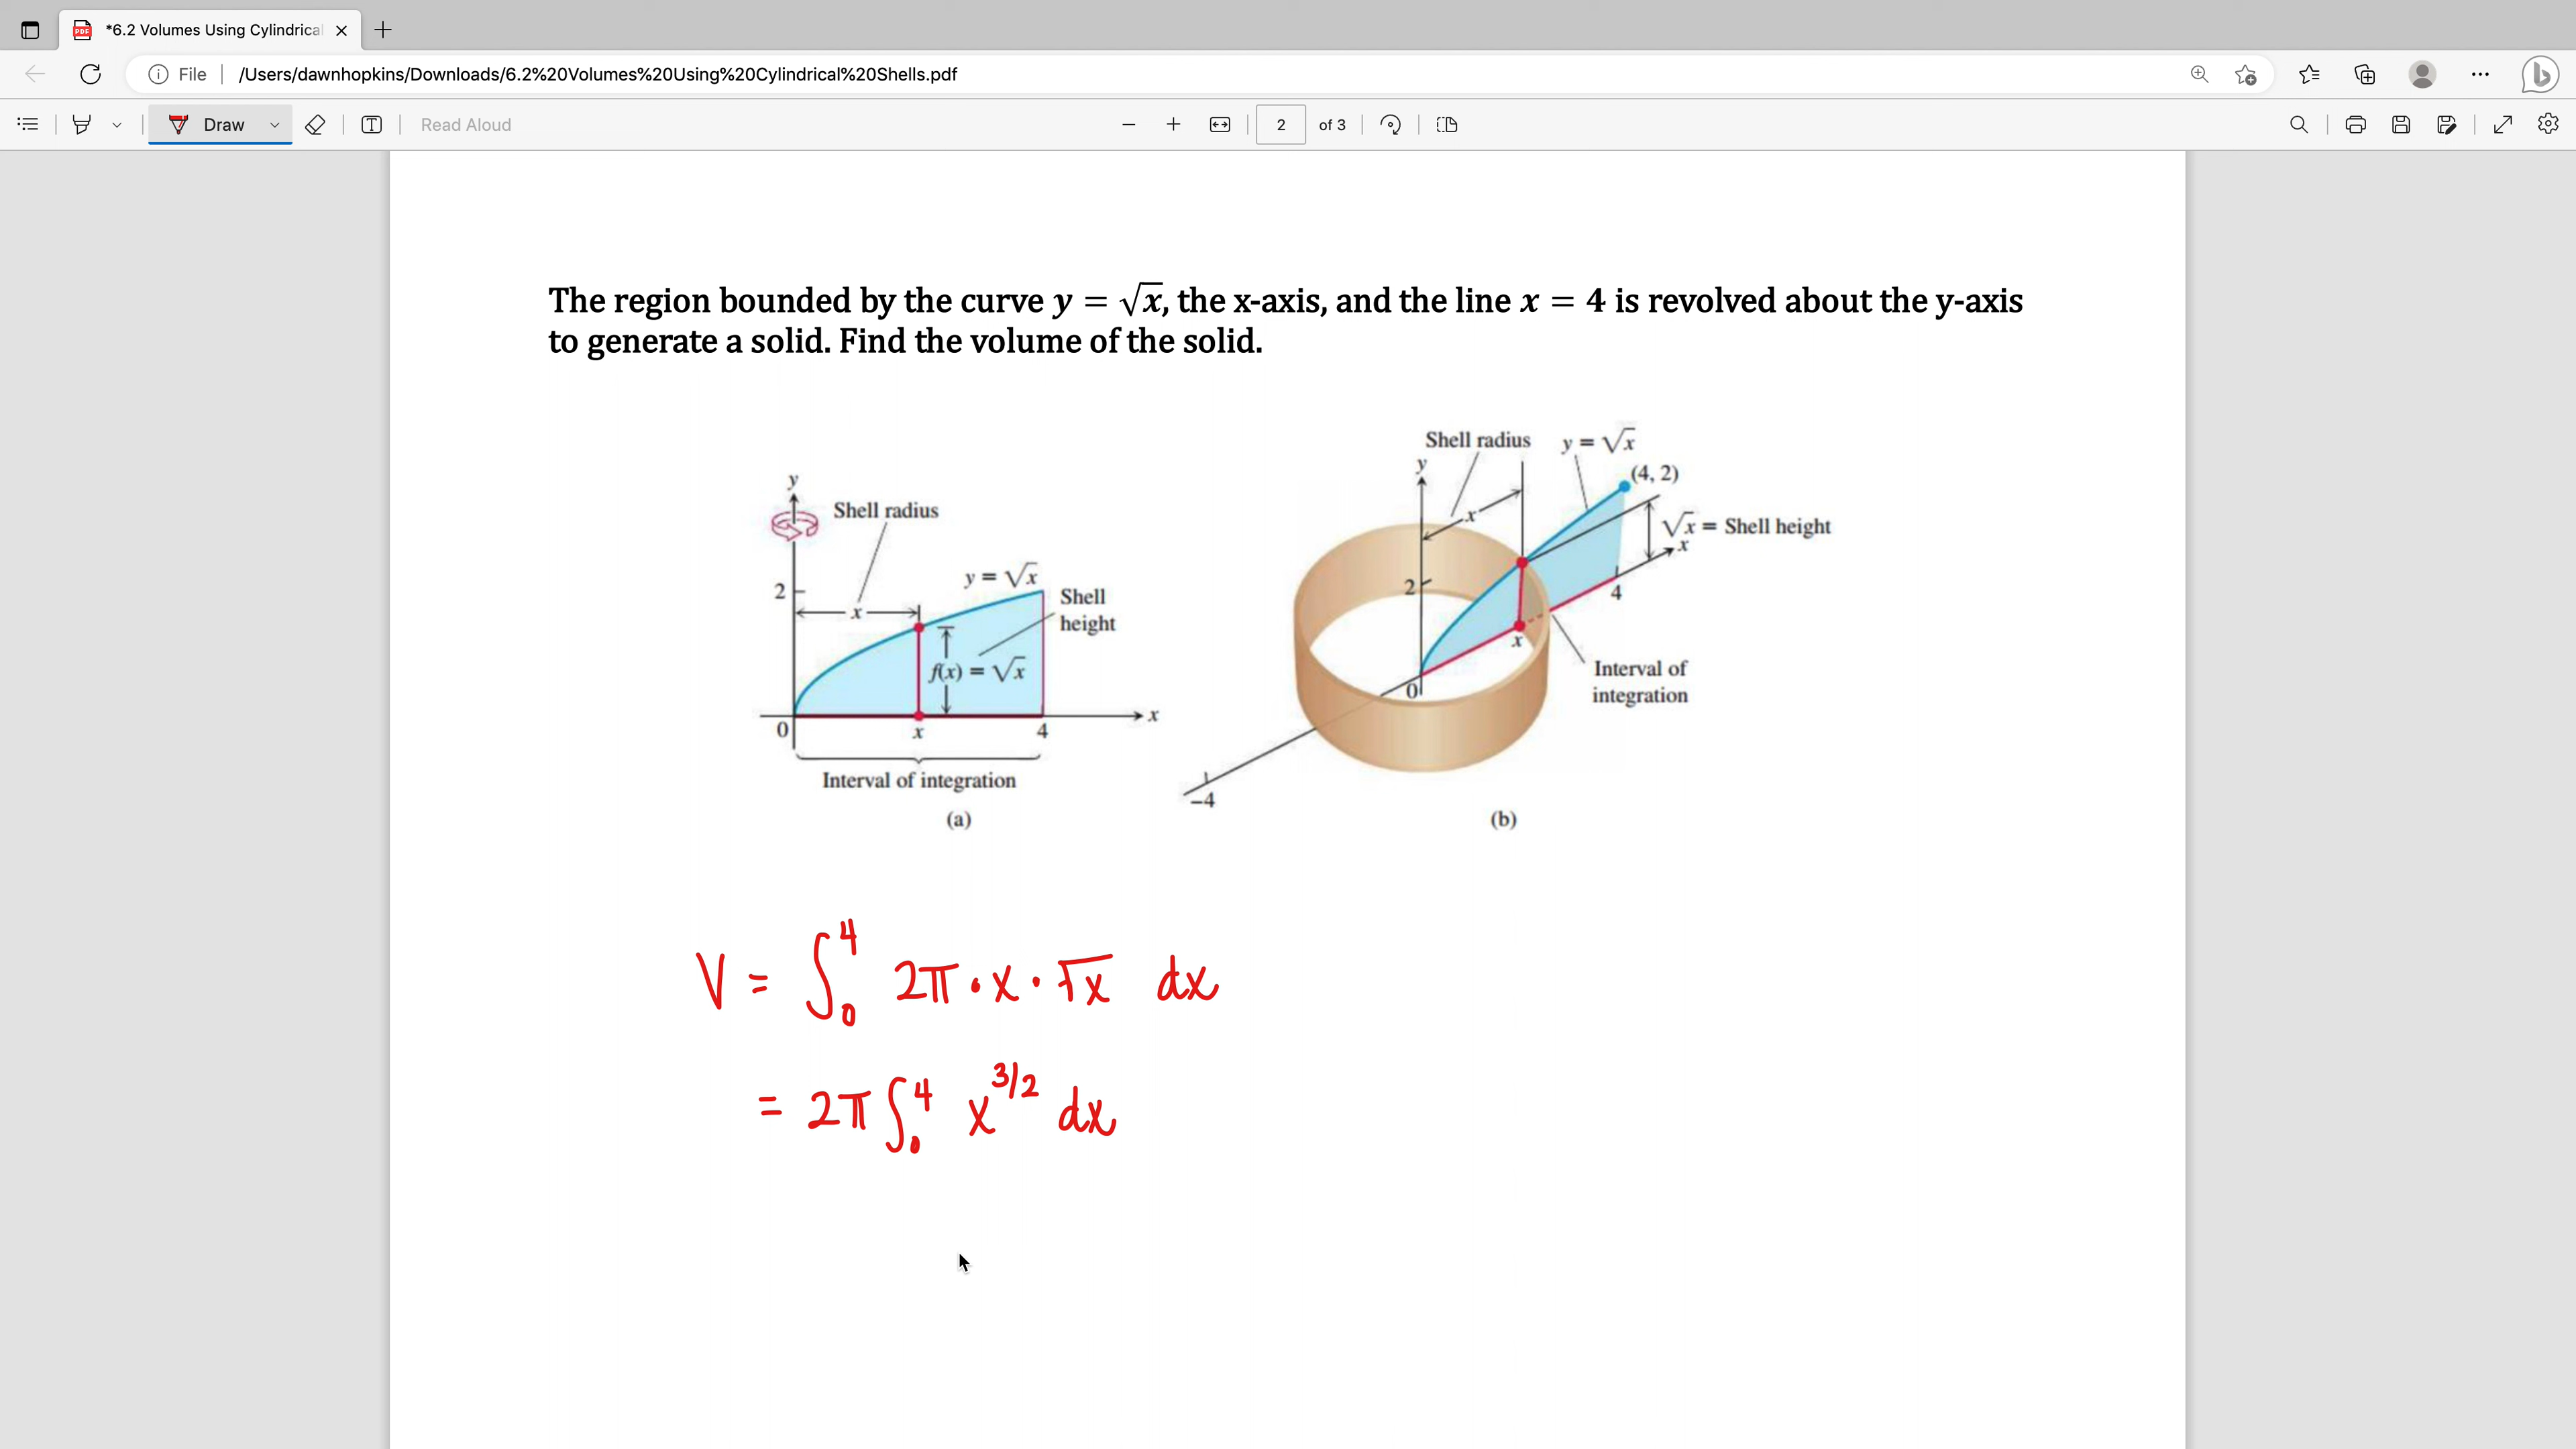 *6.2 Volumes Using Cylindrical
File /Users/dawnhopkins/Downloads/6.2%20Volumes%20Using%20Cylindrical%20Shells.pdf
Draw Read Aloud 2 of 3
The region bounded by the curve y = √x, the x-axis, and the line x = 4 is revolved about the y-axis
to generate a solid. Find the volume of the solid.
y
Shell radius
y = √x
2
x
Shell
height
f(x) = √x
0
x
4
x
Interval of integration
(a)
Shell radius
y = √x
y
(4, 2)
x
√x = Shell height
x
2
4
x
Interval of
integration
0
−4
(b)
V = ∫₀⁴ 2π · x · √x dx
= 2π ∫₀⁴ x^3/2 dx